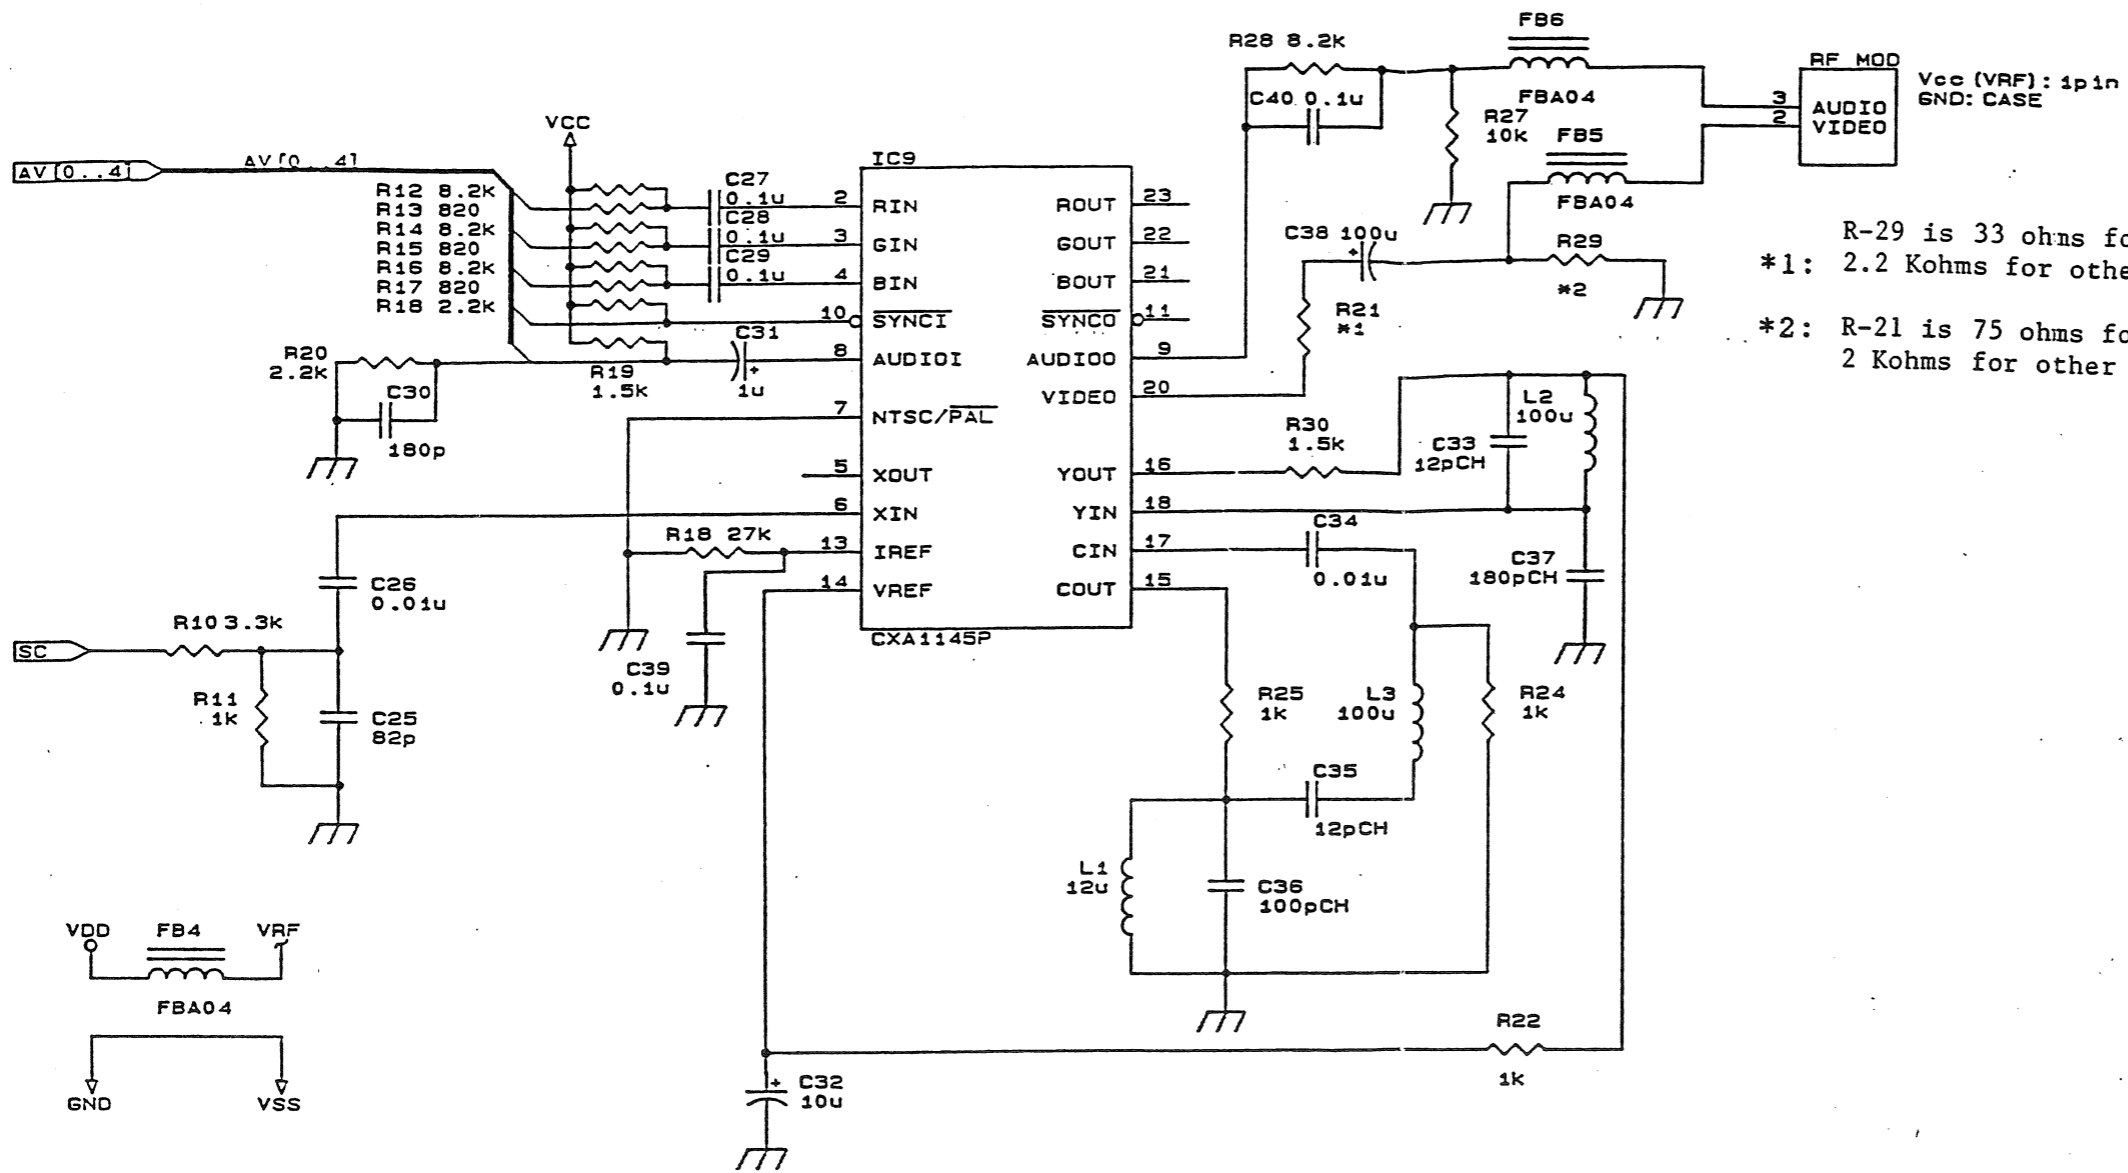 FB6
R28 8.2k
RF MOD
Vcc (VRF): 1pin
GND: CASE
C40 0.1u
FBA04
3
AUDIO
2
VIDEO
R27
10k
FB5
FBA04
VCC
IC9
AV[0..4]
AV[0..4]
R12 8.2k
R13 820
R14 8.2k
R15 820
R16 8.2k
R17 820
R18 2.2k
C27
0.1u
C28
0.1u
C29
0.1u
2
RIN
ROUT
23
3
GIN
GOUT
22
4
BIN
BOUT
21
10
SYNCI
SYNCO
11
8
AUDIOI
AUDIOO
9
VIDEO
20
7
NTSC/PAL
5
XOUT
YOUT
16
6
XIN
YIN
18
13
IREF
CIN
17
14
VREF
COUT
15
CXA1145P
C38 100u
R29
*2
R21
*1
R-29 is 33 ohms fo
*1: 2.2 Kohms for othe
*2: R-21 is 75 ohms fo
2 Kohms for other
C31
1u
R20
2.2k
R19
1.5k
C30
180p
R30
1.5k
L2
100u
C33
12pCH
C34
0.01u
C37
180pCH
R18 27k
C26
0.01u
R10 3.3k
SC
R11
1k
C25
82p
C39
0.1u
R25
1k
L3
100u
R24
1k
C35
12pCH
L1
12u
C36
100pCH
VDD
FB4
VRF
FBA04
GND
VSS
R22
1k
C32
10u